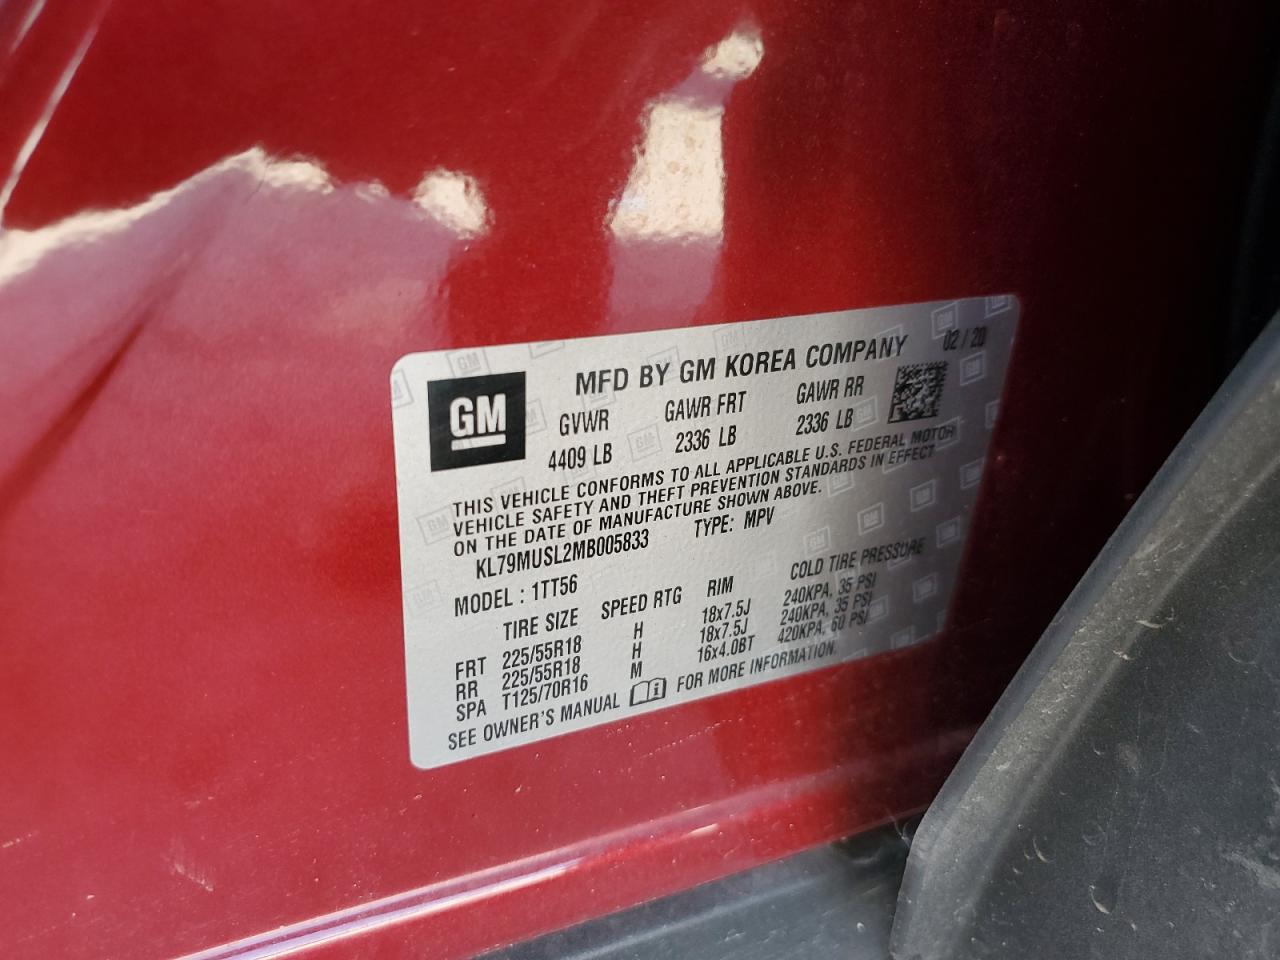 MFD BY GM KOREA COMPANY 02 / 20
GM
GVWR GAWR FRT GAWR RR
4409 LB 2336 LB 2336 LB
THIS VEHICLE CONFORMS TO ALL APPLICABLE U.S. FEDERAL MOTOR
VEHICLE SAFETY AND THEFT PREVENTION STANDARDS IN EFFECT
ON THE DATE OF MANUFACTURE SHOWN ABOVE.
KL79MUSL2MB005833 TYPE: MPV
MODEL : 1TT56
TIRE SIZE SPEED RTG RIM COLD TIRE PRESSURE
FRT 225/55R18 H 18x7.5J 240KPA, 35 PSI
RR 225/55R18 H 18x7.5J 240KPA, 35 PSI
SPA T125/70R16 M 16x4.0BT 420KPA, 60 PSI
SEE OWNER'S MANUAL FOR MORE INFORMATION.